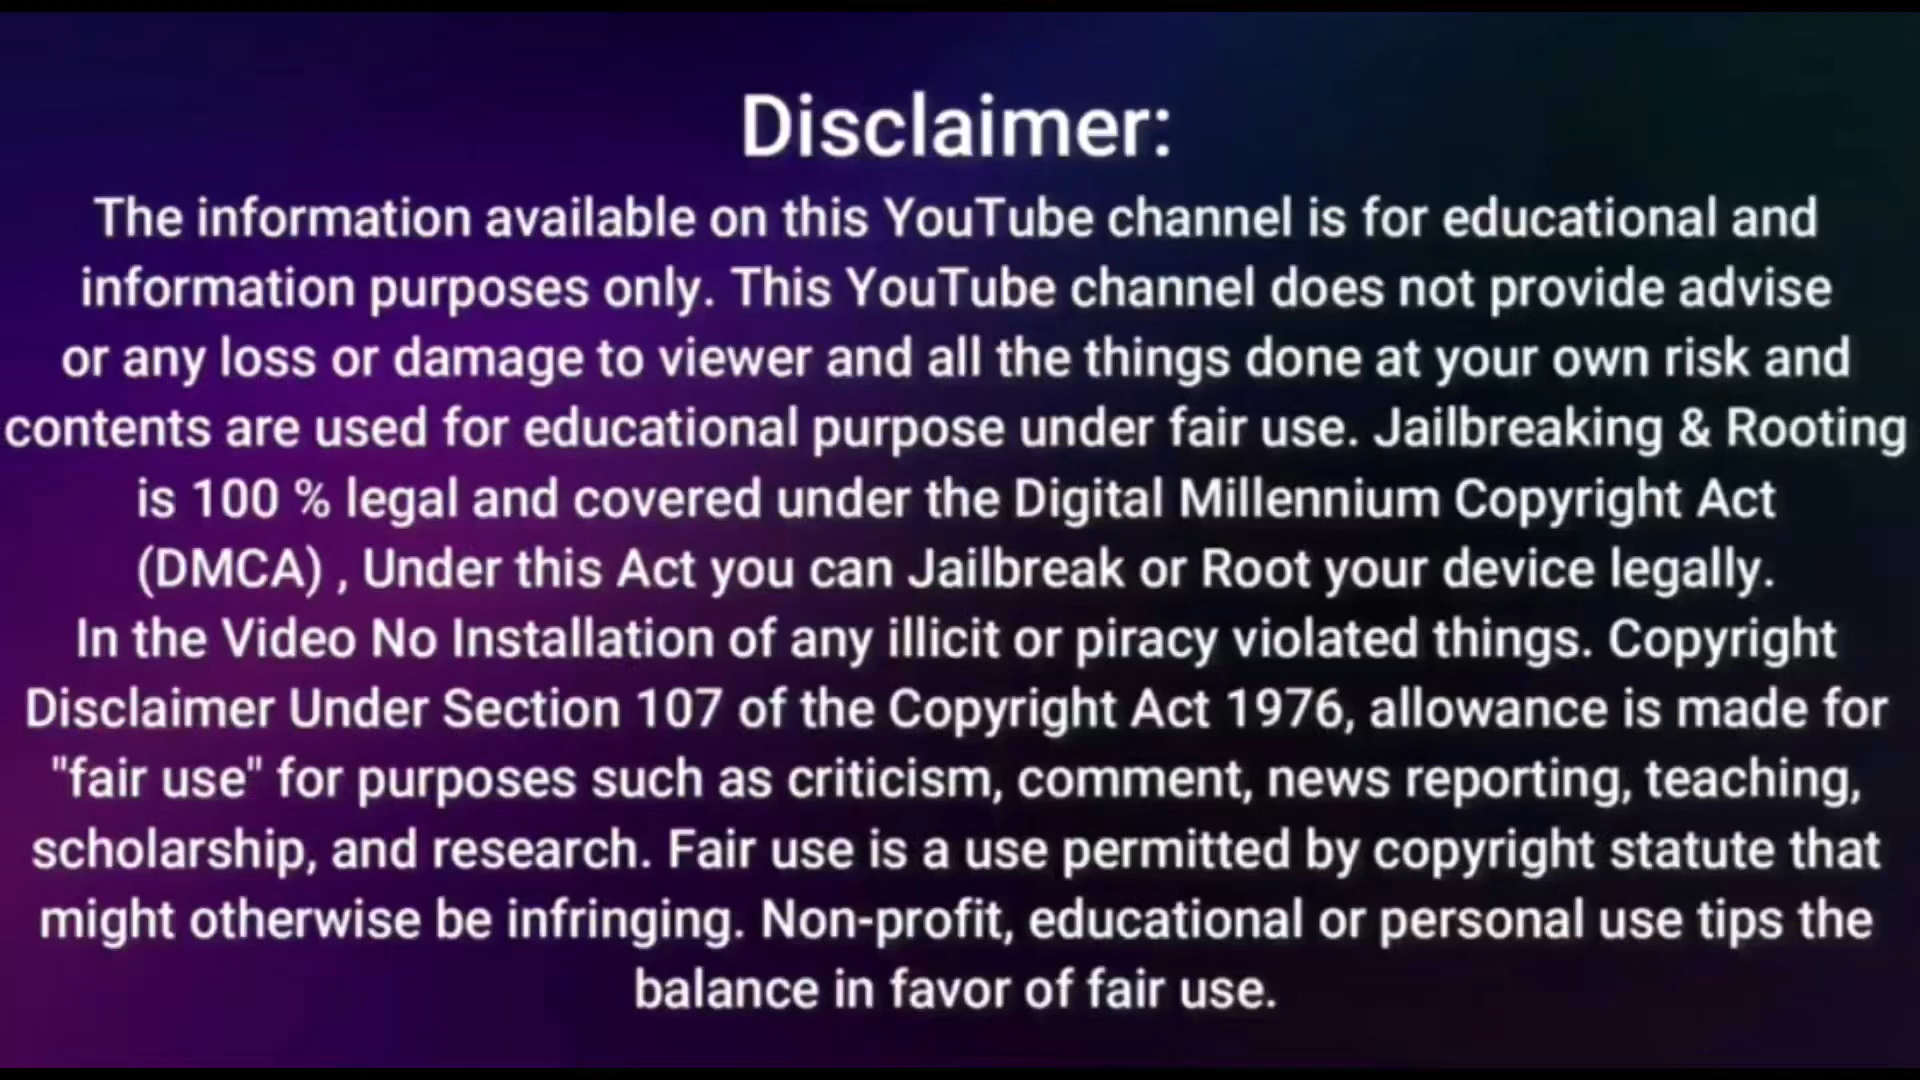 Disclaimer:
The information available on this YouTube channel is for educational and
information purposes only. This YouTube channel does not provide advise
or any loss or damage to viewer and all the things done at your own risk and
contents are used for educational purpose under fair use. Jailbreaking & Rooting
is 100 % legal and covered under the Digital Millennium Copyright Act
(DMCA) , Under this Act you can Jailbreak or Root your device legally.
In the Video No Installation of any illicit or piracy violated things. Copyright
Disclaimer Under Section 107 of the Copyright Act 1976, allowance is made for
"fair use" for purposes such as criticism, comment, news reporting, teaching,
scholarship, and research. Fair use is a use permitted by copyright statute that
might otherwise be infringing. Non-profit, educational or personal use tips the
balance in favor of fair use.